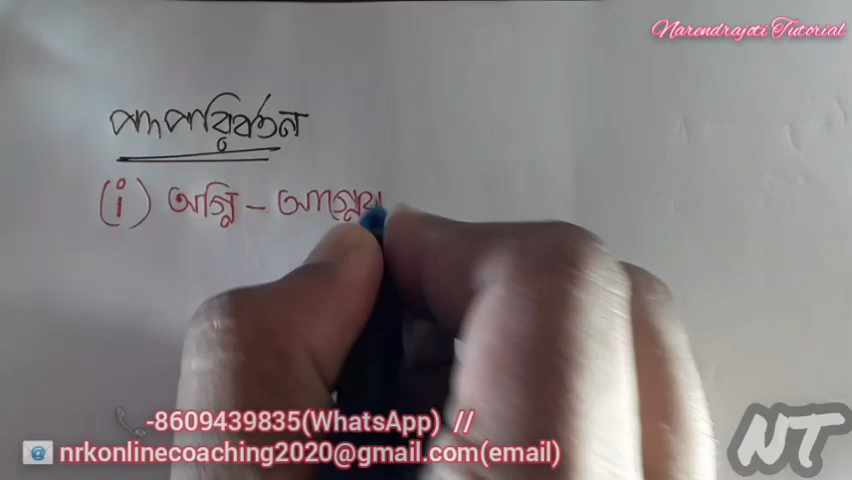 Narendrajoti Tutorial
পদপরিবর্তন
(i) অগ্নি - আগ্নেয়
-8609439835(WhatsApp) //
nrkonlinecoaching2020@gmail.com(email)
NT